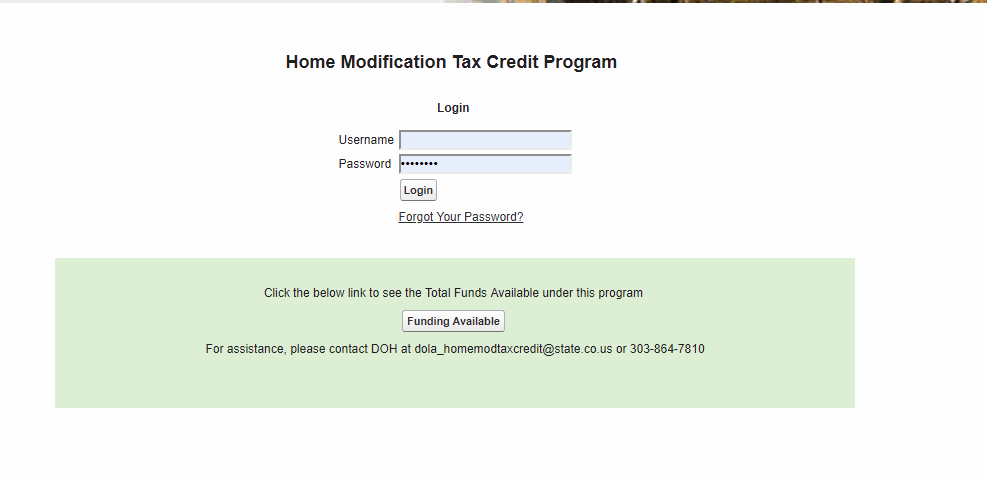 Home Modification Tax Credit Program
Login
Username
Password ••••••••
Login
Forgot Your Password?
Click the below link to see the Total Funds Available under this program
Funding Available
For assistance, please contact DOH at dola_homemodtaxcredit@state.co.us or 303-864-7810